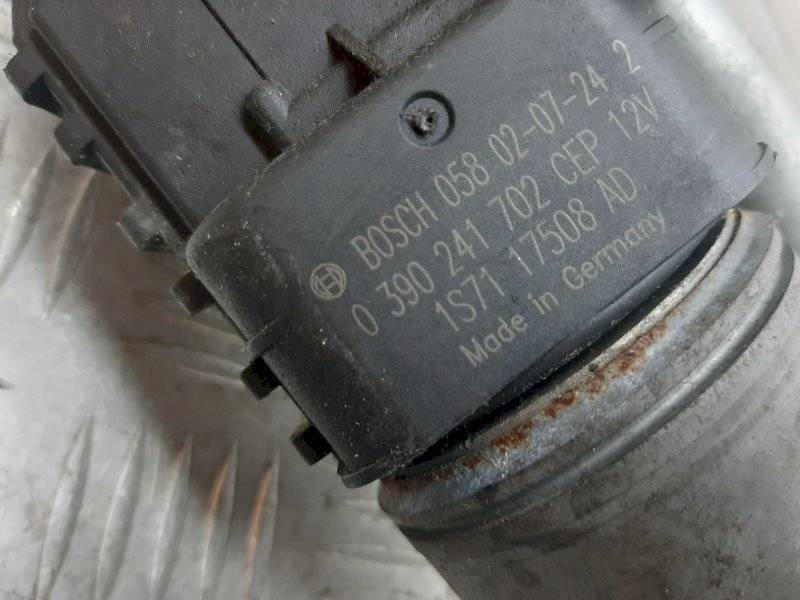 BOSCH 058 02-07-24 2
0 390 241 702 CEP 12V
1S71 17508 AD
Made in Germany